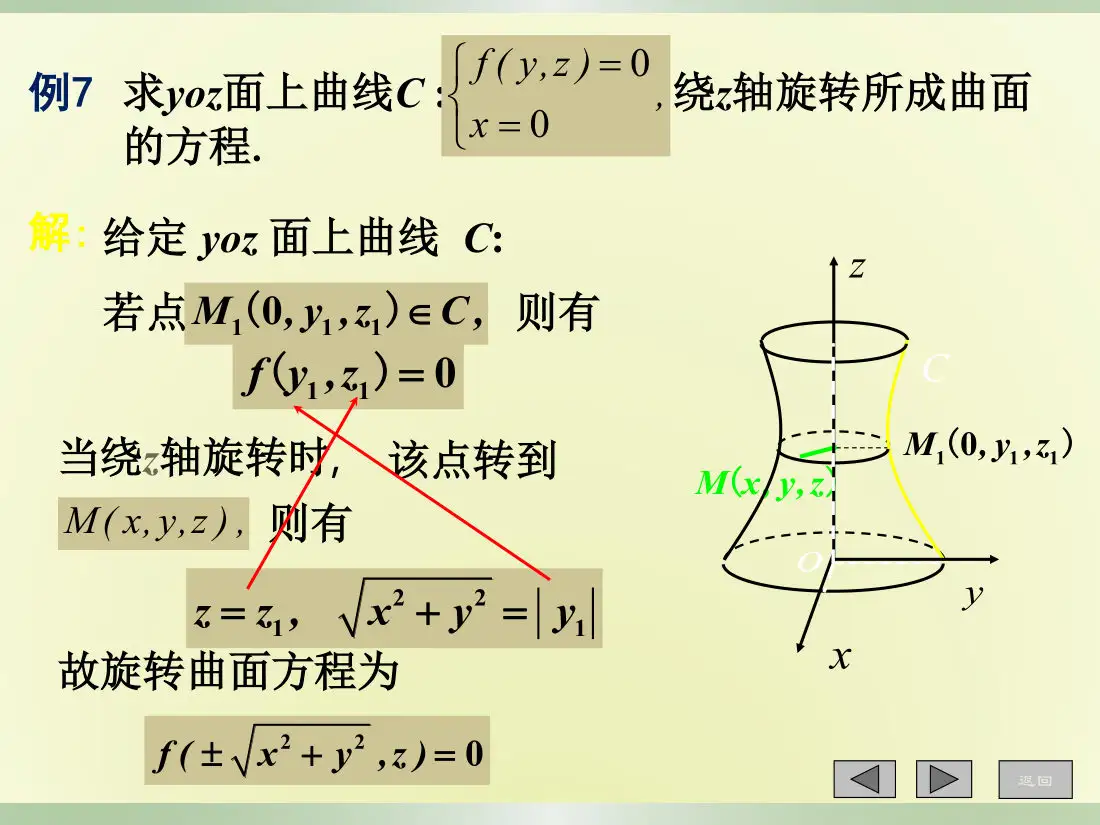 例7 求yoz面上曲线C : { f ( y , z ) = 0 , x = 0 , 绕z轴旋转所成曲面
的方程.
解: 给定 yoz 面上曲线 C:
若点 M₁(0, y₁ , z₁) ∈ C , 则有
f(y₁ , z₁) = 0
当绕z轴旋转时, 该点转到
M ( x , y , z ) , 则有
z = z₁ , √(x² + y²) = | y₁ |
故旋转曲面方程为
f ( ± √(x² + y²) , z ) = 0
z
C
M₁(0, y₁ , z₁)
M(x, y, z)
o
y
x
返回